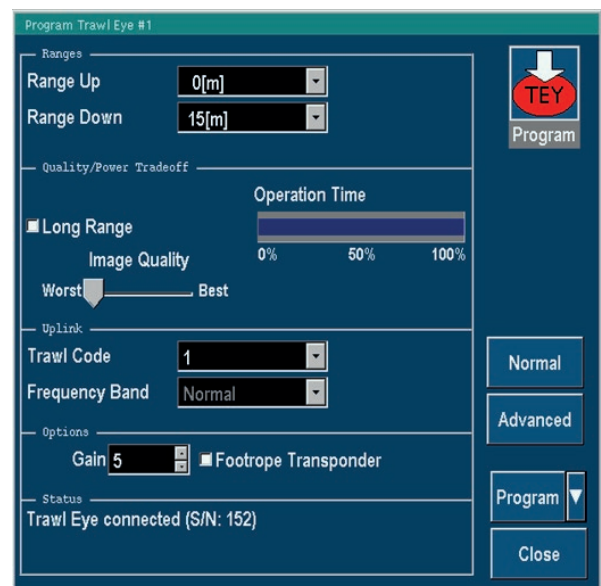 Program Trawl Eye #1
Ranges
Range Up 0[m]
Range Down 15[m]
TEY
Program
Quality/Power Tradeoff
Operation Time
Long Range
0% 50% 100%
Image Quality
Worst Best
Uplink
Trawl Code 1
Frequency Band Normal
Normal
Advanced
Options
Gain 5 Footrope Transponder
Status
Trawl Eye connected (S/N: 152)
Program
Close